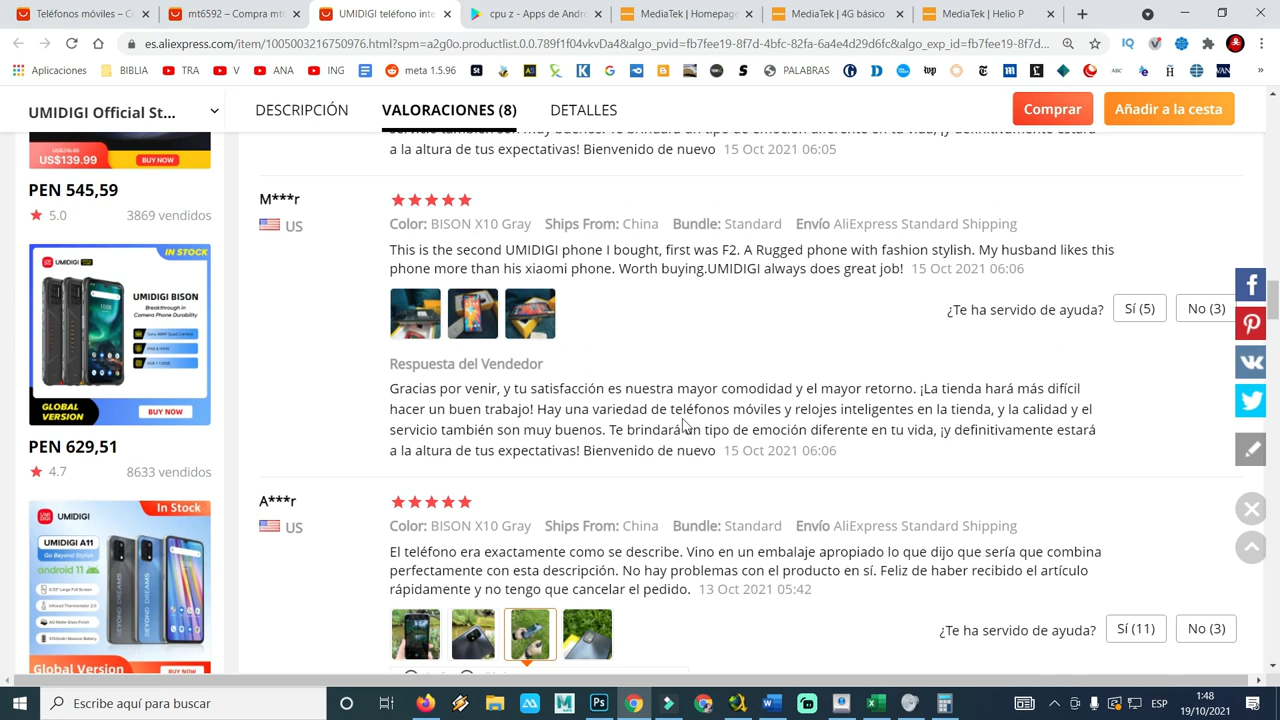 Móviles – Ca
mt6592 – Compra mt
UMIDIGI Teléfono inte
cpu z - Detalles de Andro
MediaTek | Homepag
MediaTek | 4G básico
MediaTek | Helio
es.aliexpress.com/item/1005003216750976.html?spm=a2g0o.productlist.0
Aplicaciones
BIBLIA
TRA
V
ANA
ING
meta 1.5.96
PALABRAS
UMIDIGI Official St...
DESCRIPCIÓN
VALORACIONES (8)
DETALLES
Comprar
Añadir a la cesta
US$139.99
BUY NOW
PEN 545,59
5.0
3869 vendidos
IN STOCK
UMIDIGI
UMIDIGI BISON
Breakthrough in
Camera Phone Durability
GLOBAL
VERSION
BUY NOW
PEN 629,51
4.7
8633 vendidos
In Stock
UMIDIGI
UMIDIGI A11
Go Beyond Stylish
android 11
Global Version
BUY NOW
a la altura de tus expectativas! Bienvenido de nuevo 15 Oct 2021 06:05
M***r
US
Color: BISON X10 Gray Ships From: China Bundle: Standard Envío AliExpress Standard Shipping
This is the second UMIDIGI phone I bought, first was F2. A Rugged phone with fashion stylish. My husband likes this
phone more than his xiaomi phone. Worth buying.UMIDIGI always does great job! 15 Oct 2021 06:06
¿Te ha servido de ayuda?
Sí (5)
No (3)
Respuesta del Vendedor
Gracias por venir, y tu satisfacción es nuestra mayor comodidad y el mayor retorno. ¡La tienda hará más difícil
hacer un buen trabajo! Hay una variedad de teléfonos móviles y relojes inteligentes en la tienda, y la calidad y el
servicio también son muy buenos. Te brindará un tipo de emoción diferente en tu vida, ¡y definitivamente estará
a la altura de tus expectativas! Bienvenido de nuevo 15 Oct 2021 06:06
A***r
US
Color: BISON X10 Gray Ships From: China Bundle: Standard Envío AliExpress Standard Shipping
El teléfono era exactamente como se describe. Vino en un embalaje apropiado lo que dijo que sería que combina
perfectamente con esta descripción. No hay problemas con el producto en sí. Feliz de haber recibido el artículo
rápidamente y no tengo que cancelar el pedido. 13 Oct 2021 05:42
¿Te ha servido de ayuda?
Sí (11)
No (3)
Escribe aquí para buscar
ESP
1:48
19/10/2021